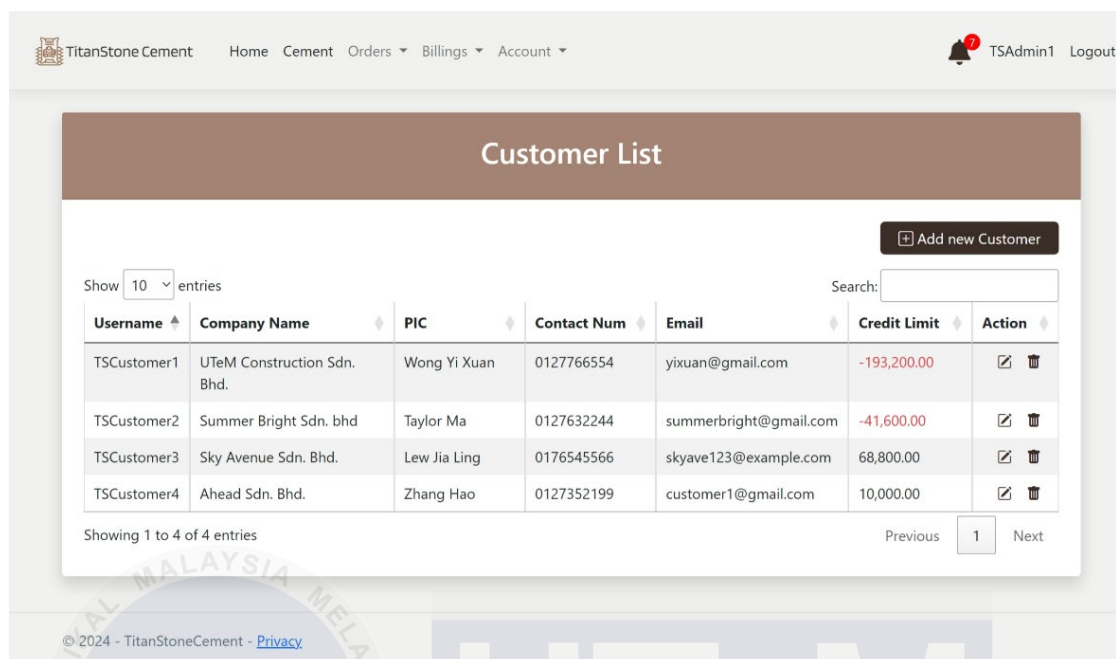 TitanStone Cement Home Cement Orders Billings Account 7 TSAdmin1 Logout
Customer List
Add new Customer
Show 10 entries Search:
Username Company Name PIC Contact Num Email Credit Limit Action
TSCustomer1 UTeM Construction Sdn. Bhd. Wong Yi Xuan 0127766554 yixuan@gmail.com -193,200.00
TSCustomer2 Summer Bright Sdn. bhd Taylor Ma 0127632244 summerbright@gmail.com -41,600.00
TSCustomer3 Sky Avenue Sdn. Bhd. Lew Jia Ling 0176545566 skyave123@example.com 68,800.00
TSCustomer4 Ahead Sdn. Bhd. Zhang Hao 0127352199 customer1@gmail.com 10,000.00
Showing 1 to 4 of 4 entries Previous 1 Next
MALAYSIA
© 2024 - TitanStoneCement - Privacy